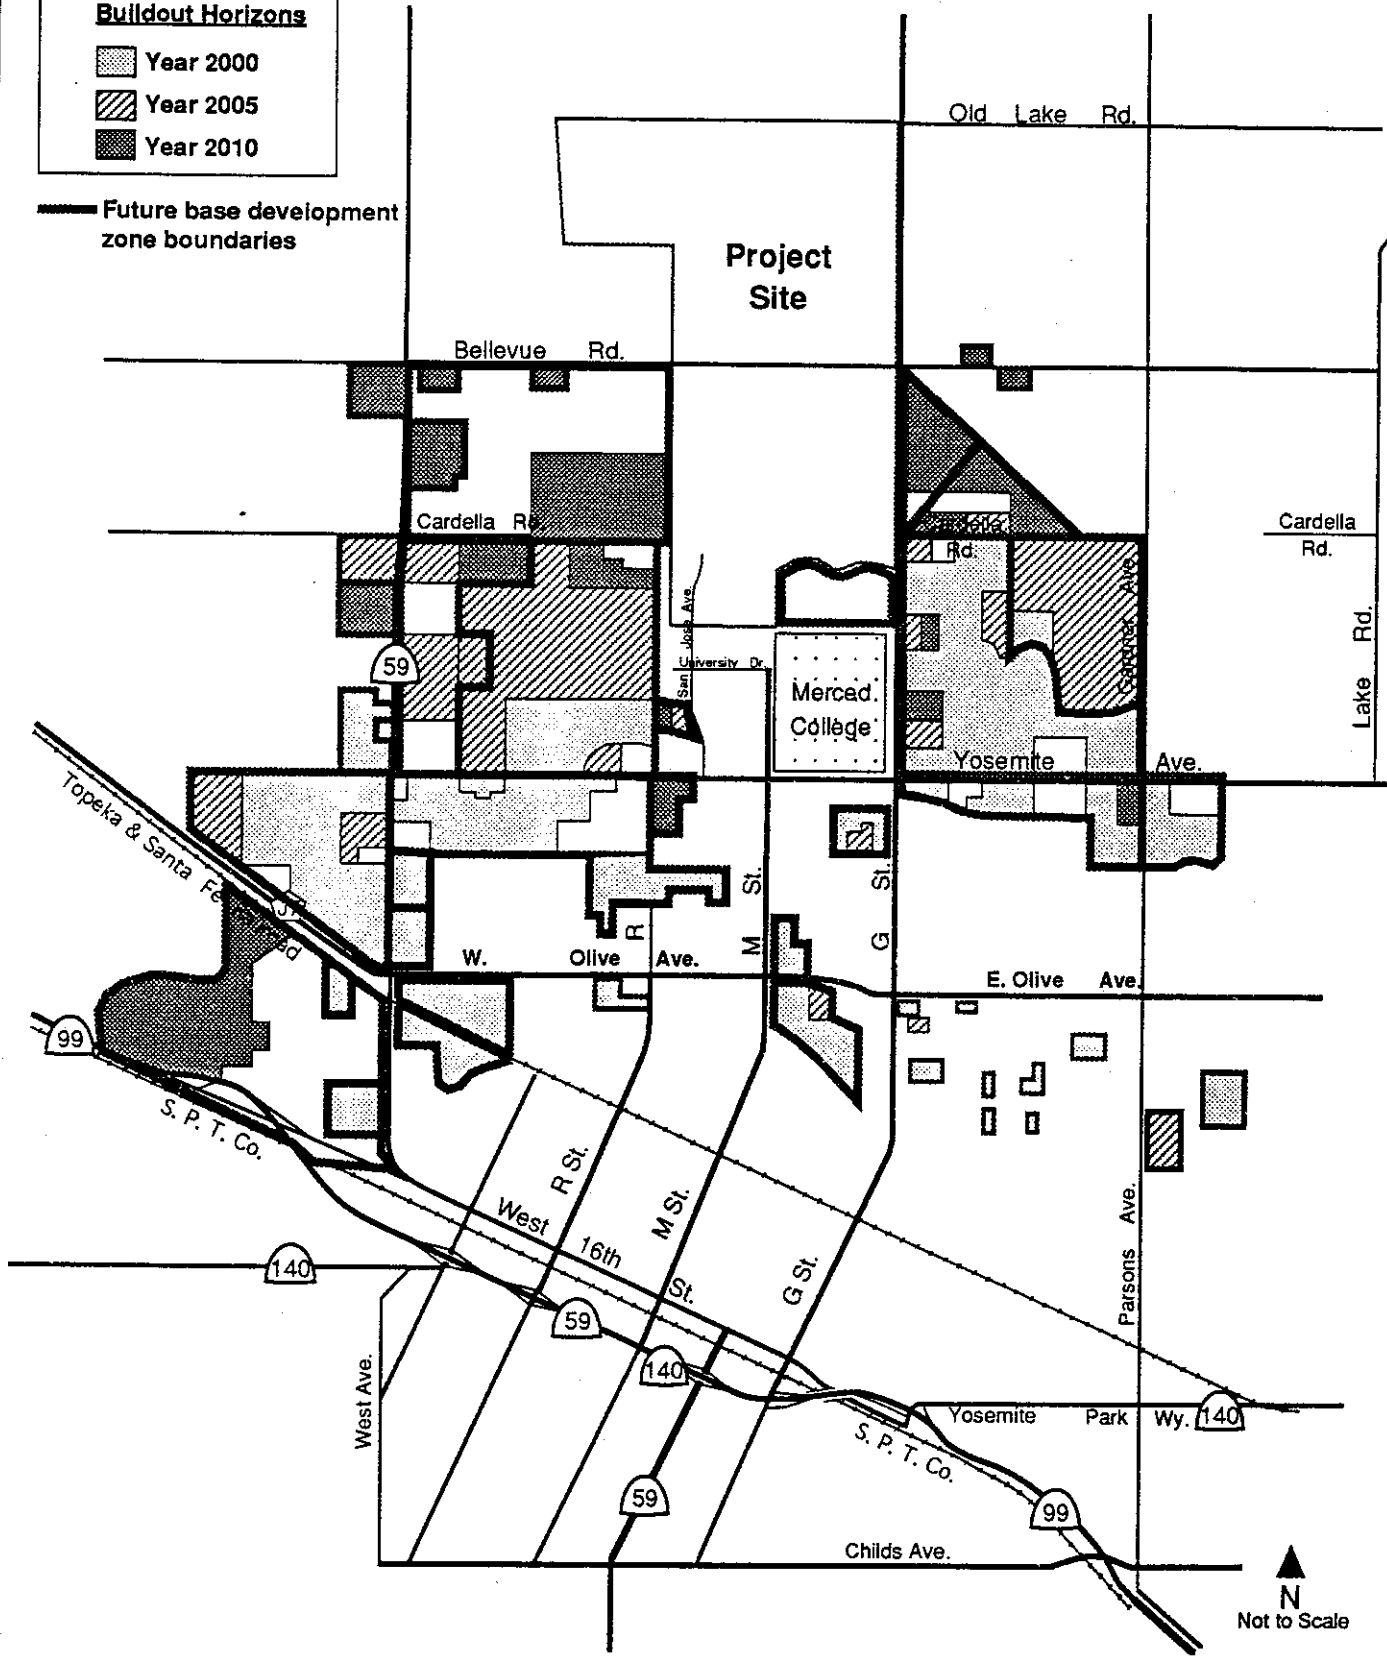 Buildout Horizons
Year 2000
Year 2005
Year 2010
Future base development
zone boundaries
Old Lake Rd.
Project
Site
Bellevue Rd.
Cardella Rd.
Cardella
Rd.
Cardella
Rd.
Gardner Ave.
Lake Rd.
San Jose Ave.
University Dr.
59
Merced
College
Yosemite Ave.
Topeka & Santa Fe
J7
R St.
M St.
G St.
W. Olive Ave.
E. Olive Ave.
99
S. P. T. Co.
R St.
M St.
G St.
West 16th St.
140
59
140
West Ave.
Parsons Ave.
Yosemite Park Wy. 140
S. P. T. Co.
59
99
Childs Ave.
N
Not to Scale